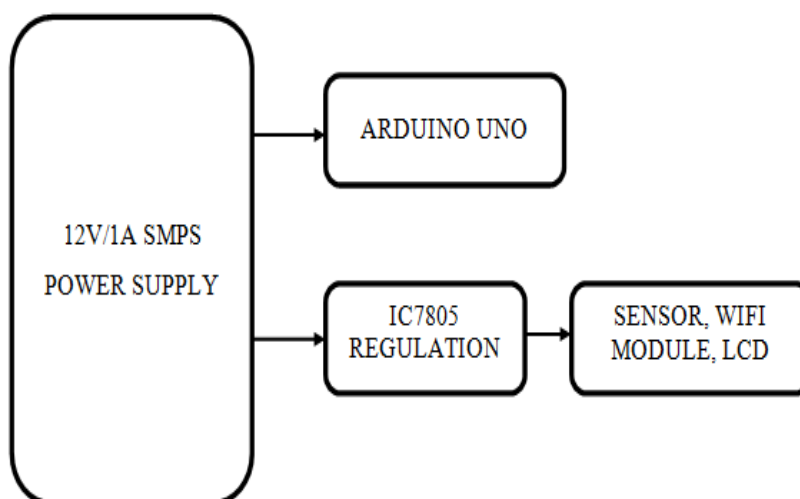 12V/1A SMPS
POWER SUPPLY
ARDUINO UNO
IC7805
REGULATION
SENSOR, WIFI
MODULE, LCD